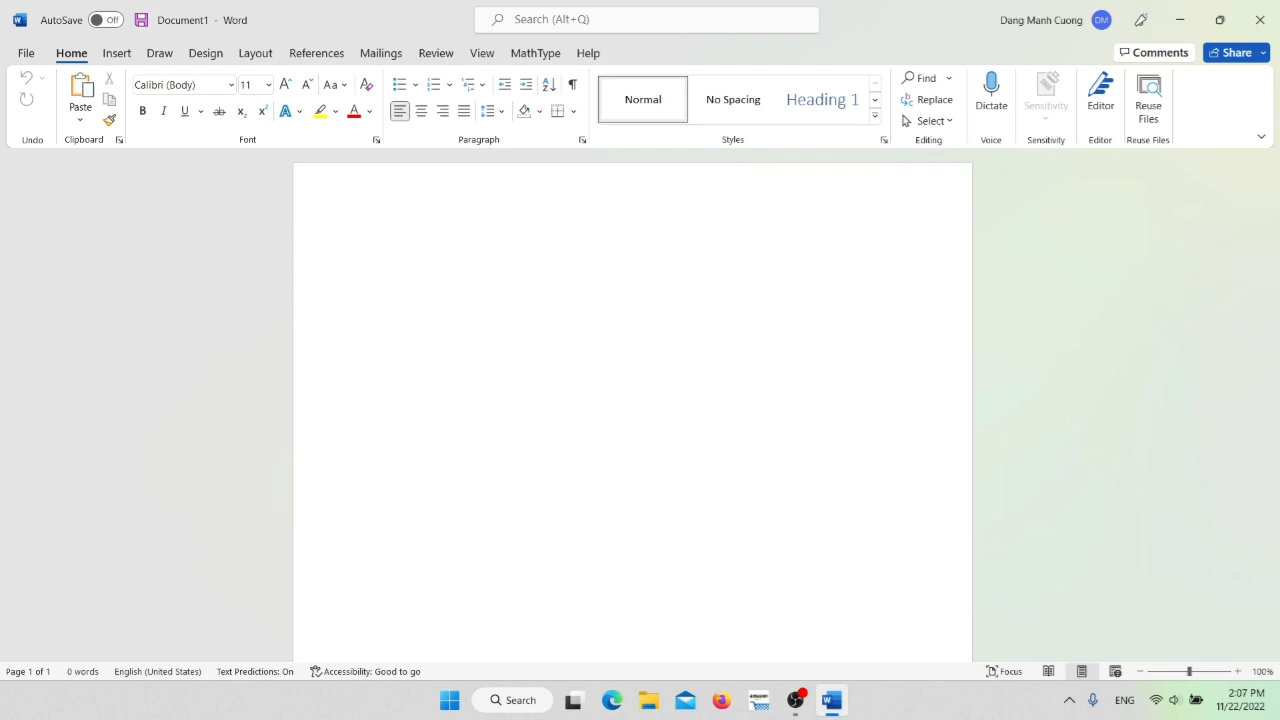 AutoSave Off Document1 - Word Search (Alt+Q) Dang Manh Cuong DM
File Home Insert Draw Design Layout References Mailings Review View MathType Help Comments Share
Paste Calibri (Body) 11 Aa Normal No Spacing Heading 1 Find Replace Select Dictate Sensitivity Editor Reuse Files
Undo Clipboard Font Paragraph Styles Editing Voice Sensitivity Editor Reuse Files
Page 1 of 1 0 words English (United States) Text Predictions: On Accessibility: Good to go Focus 100%
Search amazon ENG 2:07 PM
11/22/2022